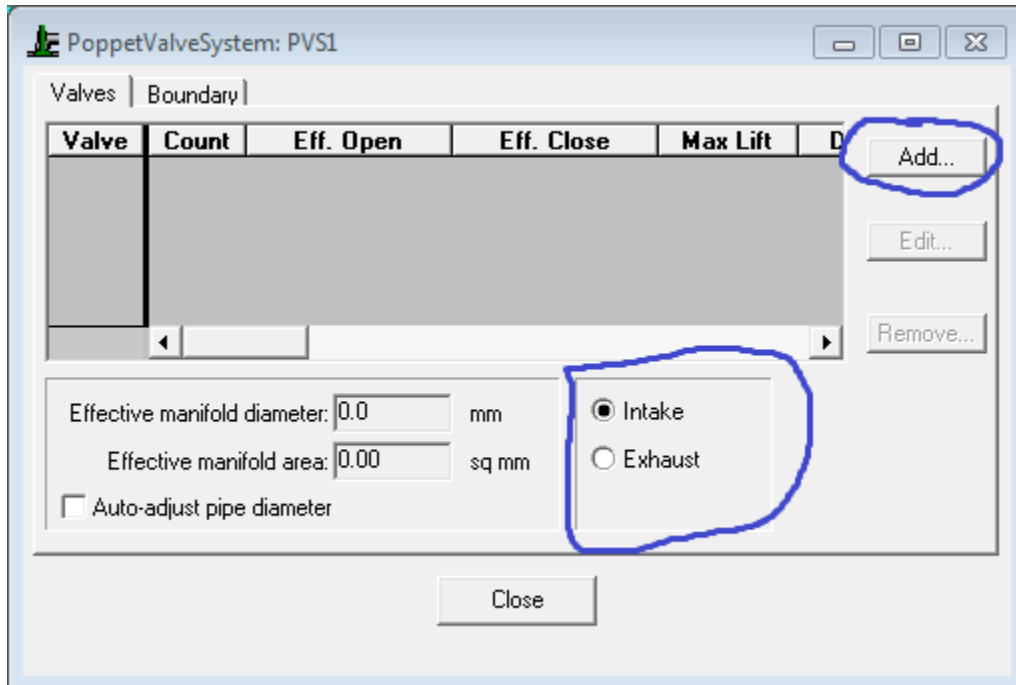 PoppetValveSystem: PVS1
Valves Boundary
Valve Count Eff. Open Eff. Close Max Lift D
Add...
Edit...
Remove...
Effective manifold diameter: 0.0 mm
Effective manifold area: 0.00 sq mm
Auto-adjust pipe diameter
Intake
Exhaust
Close